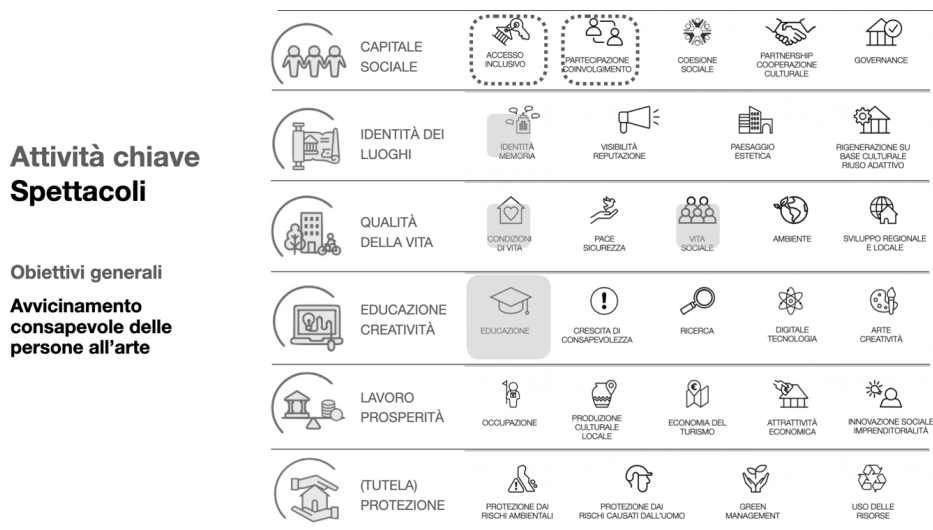 Attività chiave
Spettacoli
Obiettivi generali
Avvicinamento
consapevole delle
persone all'arte
CAPITALE
SOCIALE
ACCESSO
INCLUSIVO
PARTECIPAZIONE
COINVOLGIMENTO
COESIONE
SOCIALE
PARTNERSHIP
COOPERAZIONE
CULTURALE
GOVERNANCE
IDENTITÀ DEI
LUOGHI
IDENTITÀ
MEMORIA
VISIBILITÀ
REPUTAZIONE
PAESAGGIO
ESTETICA
RIGENERAZIONE SU
BASE CULTURALE
RIUSO ADATTIVO
QUALITÀ
DELLA VITA
CONDIZIONI
DI VITA
PACE
SICUREZZA
VITA
SOCIALE
AMBIENTE
SVILUPPO REGIONALE
E LOCALE
EDUCAZIONE
CREATIVITÀ
EDUCAZIONE
CRESCITA DI
CONSAPEVOLEZZA
RICERCA
DIGITALE
TECNOLOGIA
ARTE
CREATIVITÀ
LAVORO
PROSPERITÀ
OCCUPAZIONE
PRODUZIONE
CULTURALE
LOCALE
ECONOMIA DEL
TURISMO
ATTRATTIVITÀ
ECONOMICA
INNOVAZIONE SOCIALE
IMPRENDITORIALITÀ
(TUTELA)
PROTEZIONE
PROTEZIONE DAI
RISCHI AMBIENTALI
PROTEZIONE DAI
RISCHI CAUSATI DALL'UOMO
GREEN
MANAGEMENT
USO DELLE
RISORSE